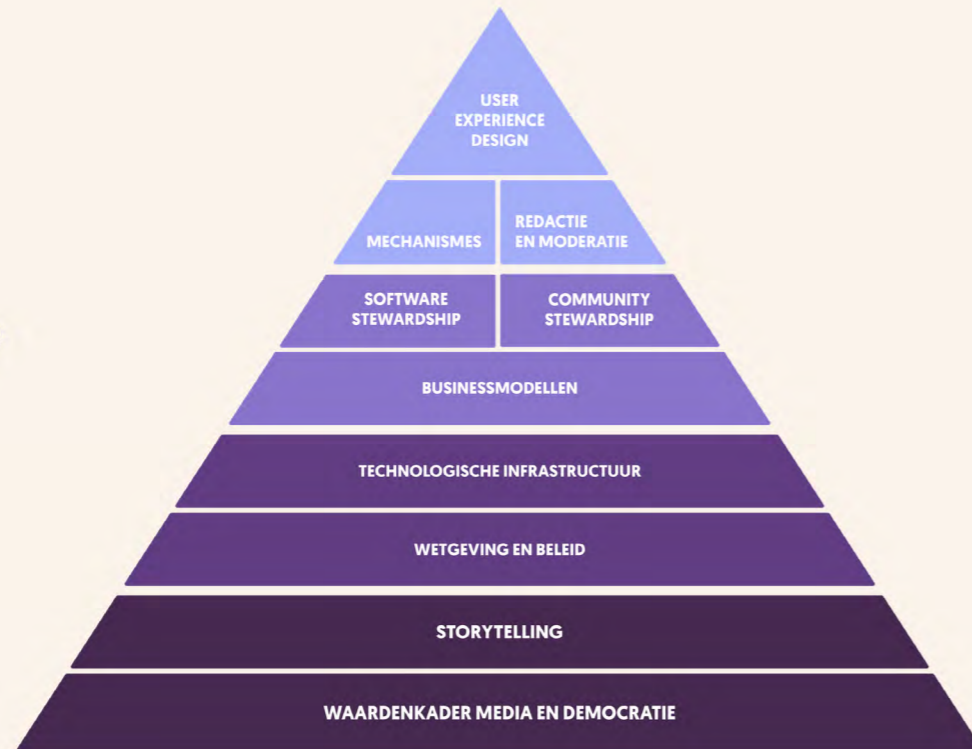 USER
EXPERIENCE
DESIGN
MECHANISMES
REDACTIE
EN MODERATIE
SOFTWARE
STEWARDSHIP
COMMUNITY
STEWARDSHIP
BUSINESSMODELLEN
TECHNOLOGISCHE INFRASTRUCTUUR
WETGEVING EN BELEID
STORYTELLING
WAARDENKADER MEDIA EN DEMOCRATIE